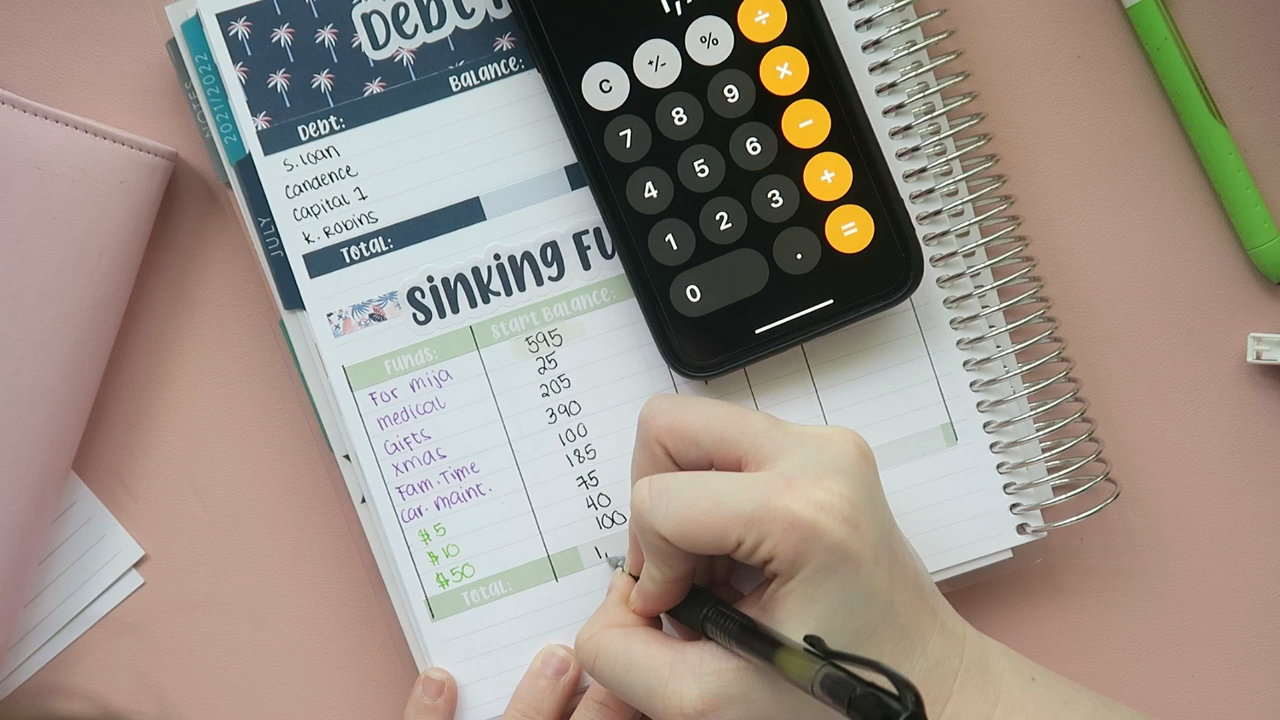 Debt
NOTES
2021/2022
JULY
Debt:
Balance:
s.loan
candence
capital 1
k. robins
Total:
sinking Fu
Funds:
start Balance:
For mija 595
medical 25
Gifts 205
xmas 390
Fam. Time 100
car. maint. 185
$5 75
$10 40
$50 100
Total: 1,
1,
C +/- % ÷
7 8 9 ×
4 5 6 −
1 2 3 +
0 . =